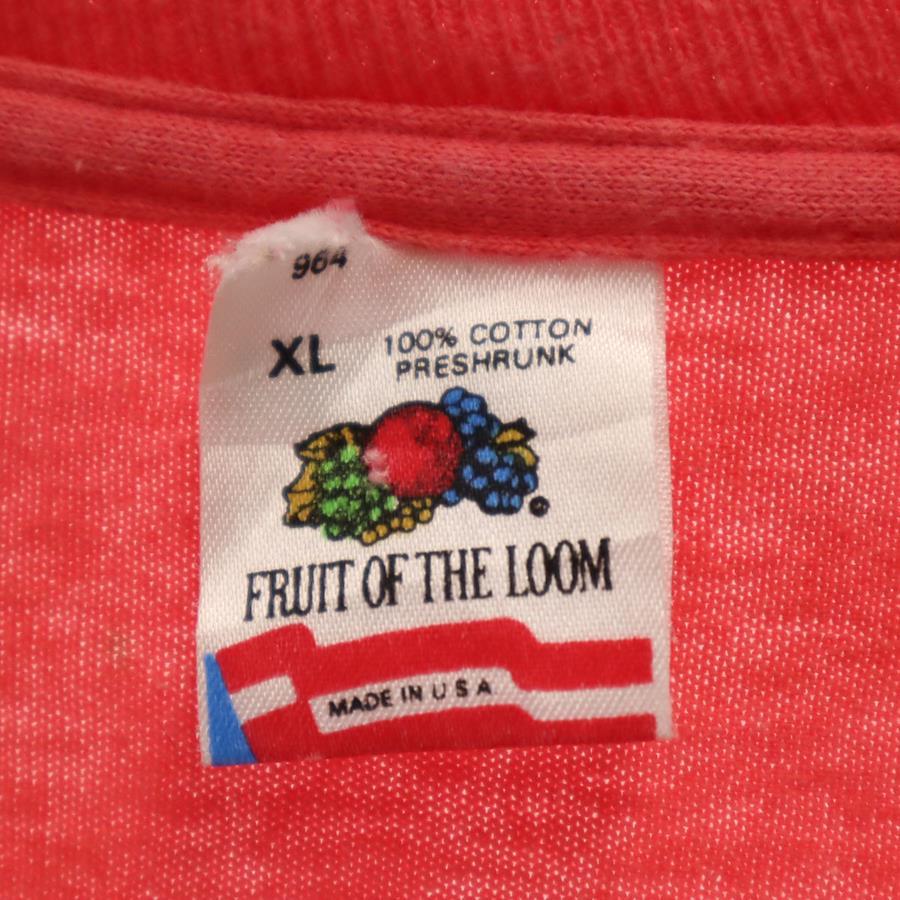 964
XL 100% COTTON
PRESHRUNK
FRUIT OF THE LOOM
MADE IN U S A